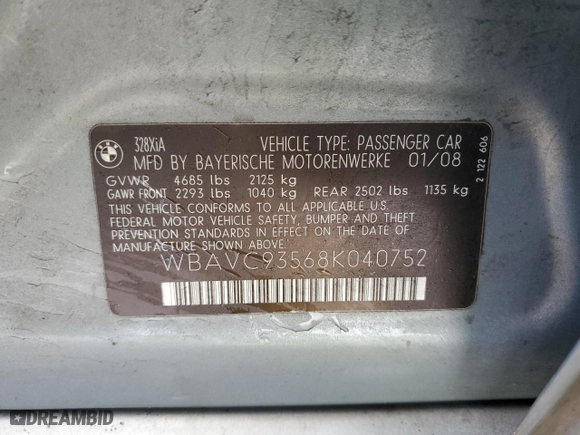 BMW
328XiA
VEHICLE TYPE: PASSENGER CAR
MFD BY BAYERISCHE MOTORENWERKE 01/08
GVWR 4685 lbs 2125 kg
GAWR FRONT 2293 lbs 1040 kg REAR 2502 lbs 1135 kg
THIS VEHICLE CONFORMS TO ALL APPLICABLE U.S.
FEDERAL MOTOR VEHICLE SAFETY, BUMPER AND THEFT
PREVENTION STANDARDS IN EFFECT ON THE DATE OF
MANUFACTURE SHOWN ABOVE.
WBAVC93568K040752
2 122 606
DREAMBID